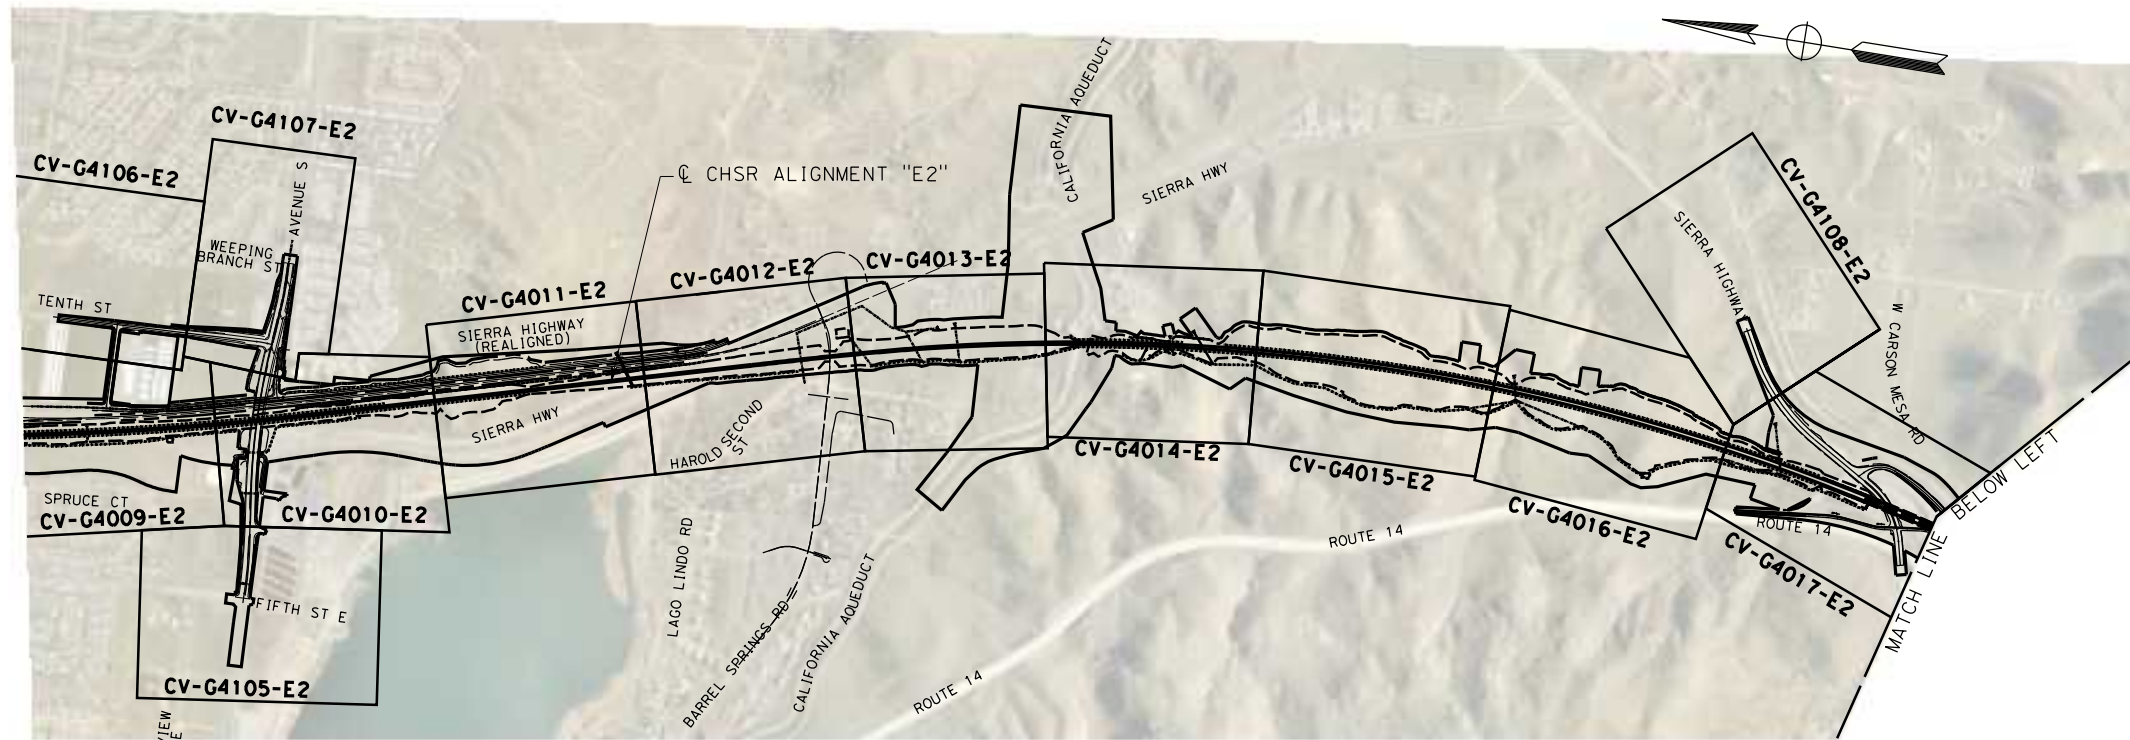 CV-G4107-E2
CV-G4106-E2
AVENUE S
WEEPING
BRANCH ST
TENTH ST
CV-G4011-E2
SIERRA HIGHWAY
(REALIGNED)
CV-G4012-E2
CV-G4013-E2
℄ CHSR ALIGNMENT "E2"
CALIFORNIA AQUEDUCT
SIERRA HWY
CV-G4108-E2
SIERRA HIGHWAY
W CARSON MESA RD
SIERRA HWY
HAROLD SECOND
ST
SPRUCE CT
CV-G4009-E2
CV-G4010-E2
CV-G4014-E2
CV-G4015-E2
CV-G4016-E2
CV-G4017-E2
ROUTE 14
ROUTE 14
ROUTE 14
MATCH LINE
BELOW LEFT
FIFTH ST E
LAGO LINDO RD
BARREL SPRINGS RD
CALIFORNIA AQUEDUCT
CV-G4105-E2